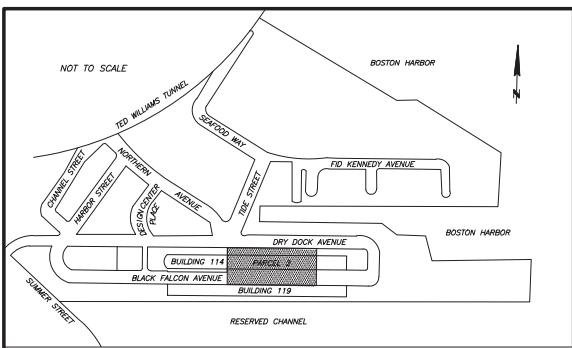 NOT TO SCALE
BOSTON HARBOR
TED WILLIAMS TUNNEL
SEAFOOD WAY
CHANNEL STREET
NORTHERN
AVENUE
HARBOR STREET
DESIGN CENTER
PLACE
TIDE STREET
FID KENNEDY AVENUE
BOSTON HARBOR
DRY DOCK AVENUE
BUILDING 114
PARCEL 2
BLACK FALCON AVENUE
BUILDING 119
SUMMER STREET
RESERVED CHANNEL